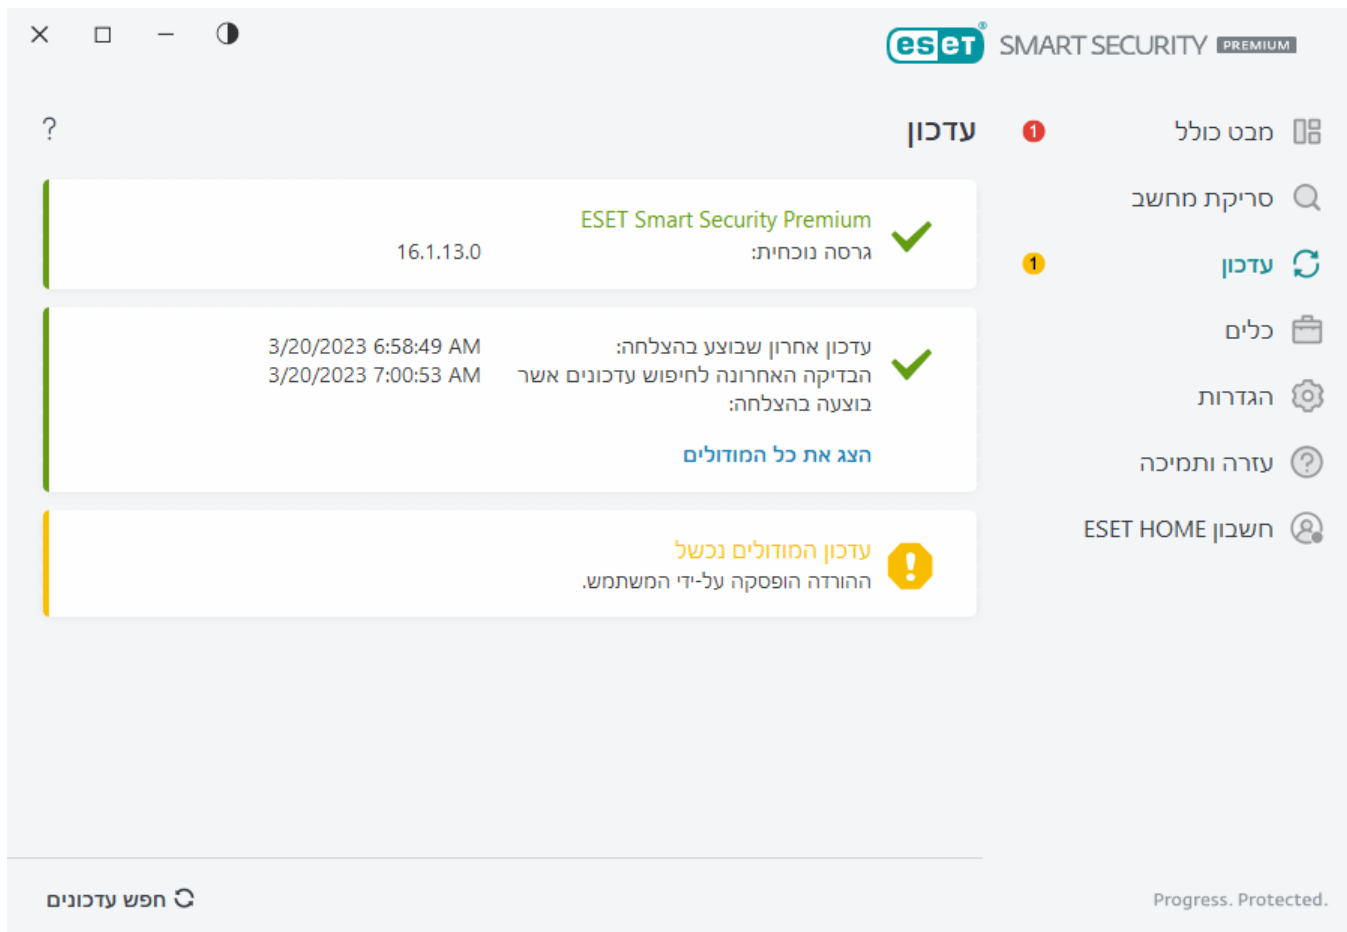 eset® SMART SECURITY PREMIUM
מבט כולל 1
סריקת מחשב
עדכון 1
כלים
הגדרות
עזרה ותמיכה
חשבון ESET HOME
Progress. Protected.
עדכון
?
ESET Smart Security Premium
גרסה נוכחית: 16.1.13.0
עדכון אחרון שבוצע בהצלחה: 3/20/2023 6:58:49 AM
הבדיקה האחרונה לחיפוש עדכונים אשר 3/20/2023 7:00:53 AM
בוצעה בהצלחה:
הצג את כל המודולים
עדכון המודולים נכשל
ההורדה הופסקה על-ידי המשתמש.
חפש עדכונים